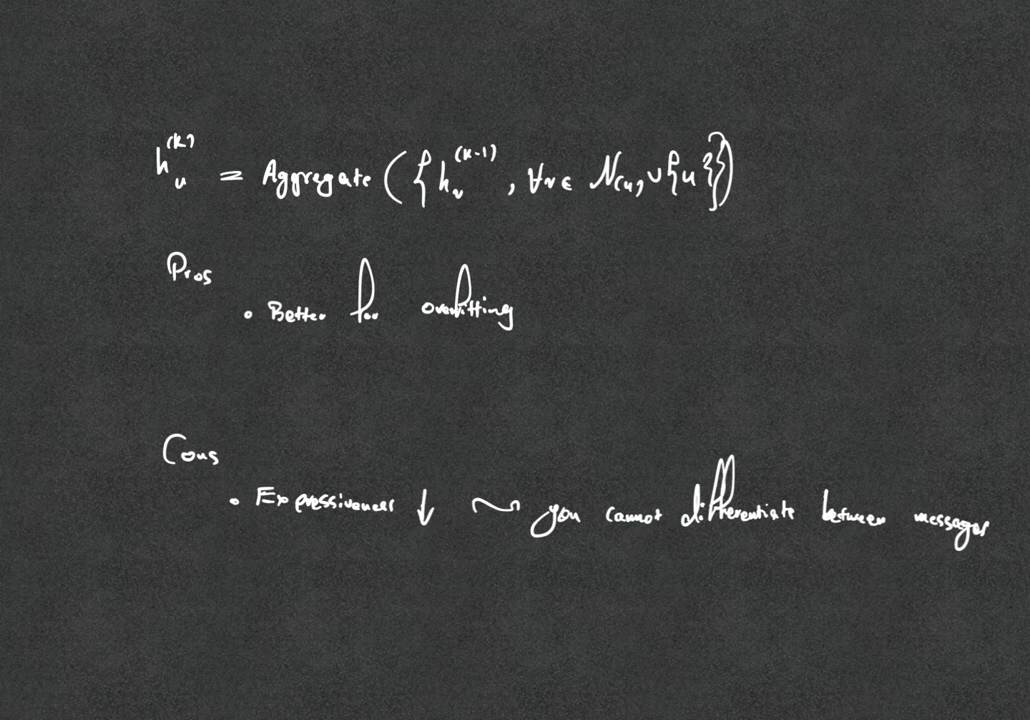 h_u^(k) = Aggregate ({h_v^(k-1), ∀v ∈ N(u) ∪ {u}})
Pros
• Better for overfitting
Cons
• Expressiveness ↓ ~ you cannot differentiate between messages